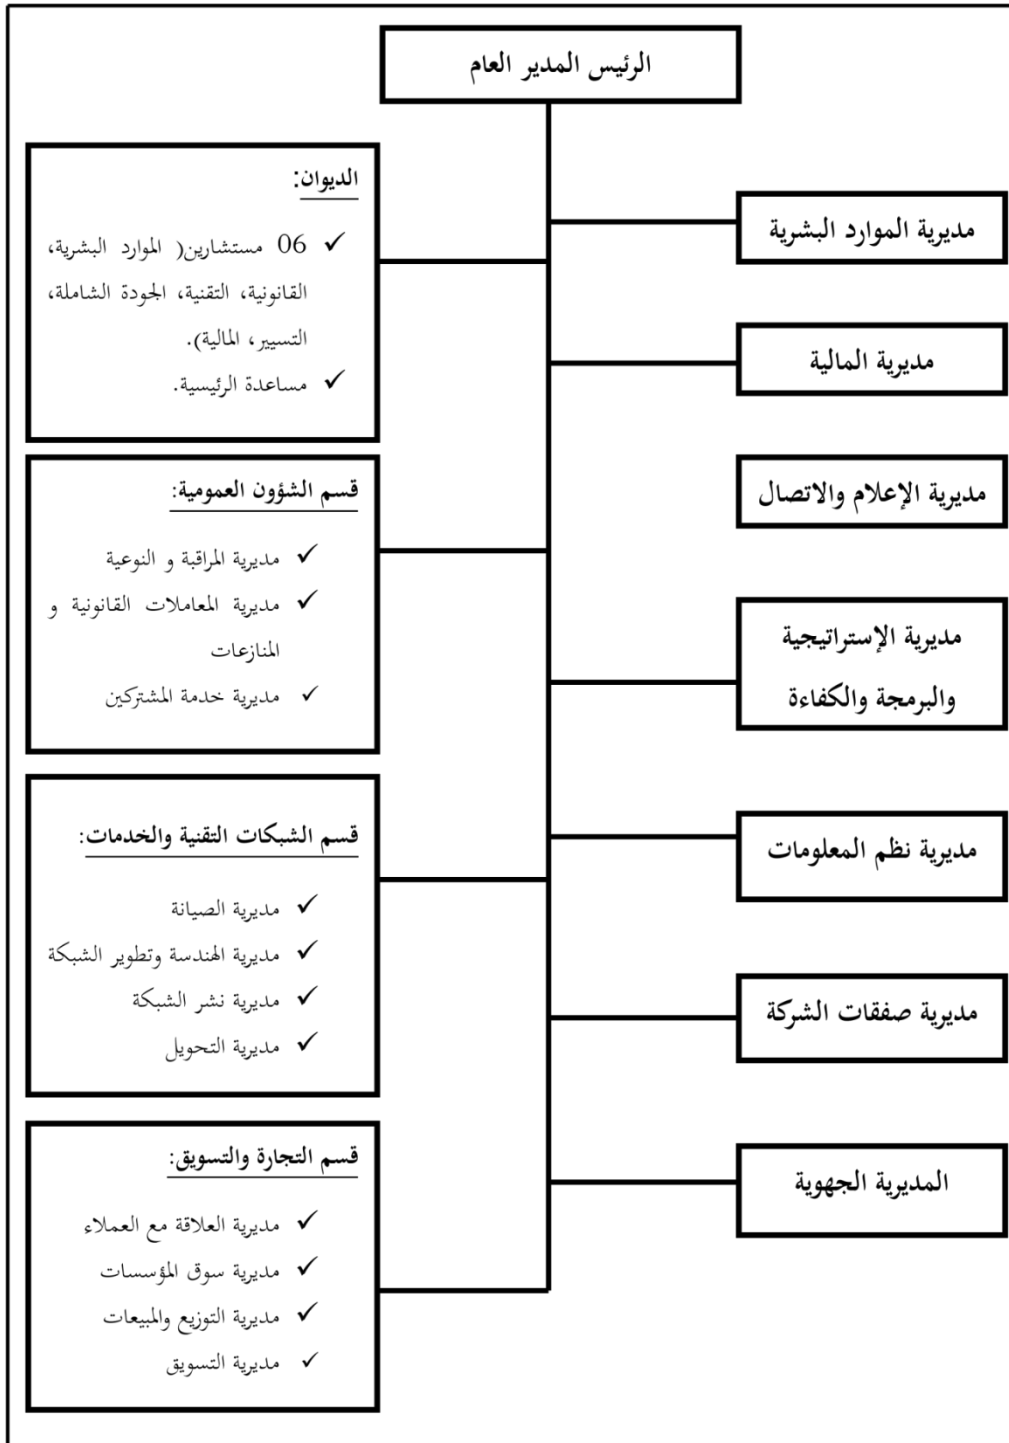 الرئيس المدير العام
مديرية الموارد البشرية
مديرية المالية
مديرية الإعلام والاتصال
مديرية الإستراتيجية
والبرمجة والكفاءة
مديرية نظم المعلومات
مديرية صفقات الشركة
المديرية الجهوية
الديوان:
✓ 06 مستشارين( الموارد البشرية،
القانونية، التقنية، الجودة الشاملة،
التسيير، المالية).
✓ مساعدة الرئيسية.
قسم الشؤون العمومية:
✓ مديرية المراقبة و النوعية
✓ مديرية المعاملات القانونية و
المنازعات
✓ مديرية خدمة المشتركين
قسم الشبكات التقنية والخدمات:
✓ مديرية الصيانة
✓ مديرية الهندسة وتطوير الشبكة
✓ مديرية نشر الشبكة
✓ مديرية التحويل
قسم التجارة والتسويق:
✓ مديرية العلاقة مع العملاء
✓ مديرية سوق المؤسسات
✓ مديرية التوزيع والمبيعات
✓ مديرية التسويق